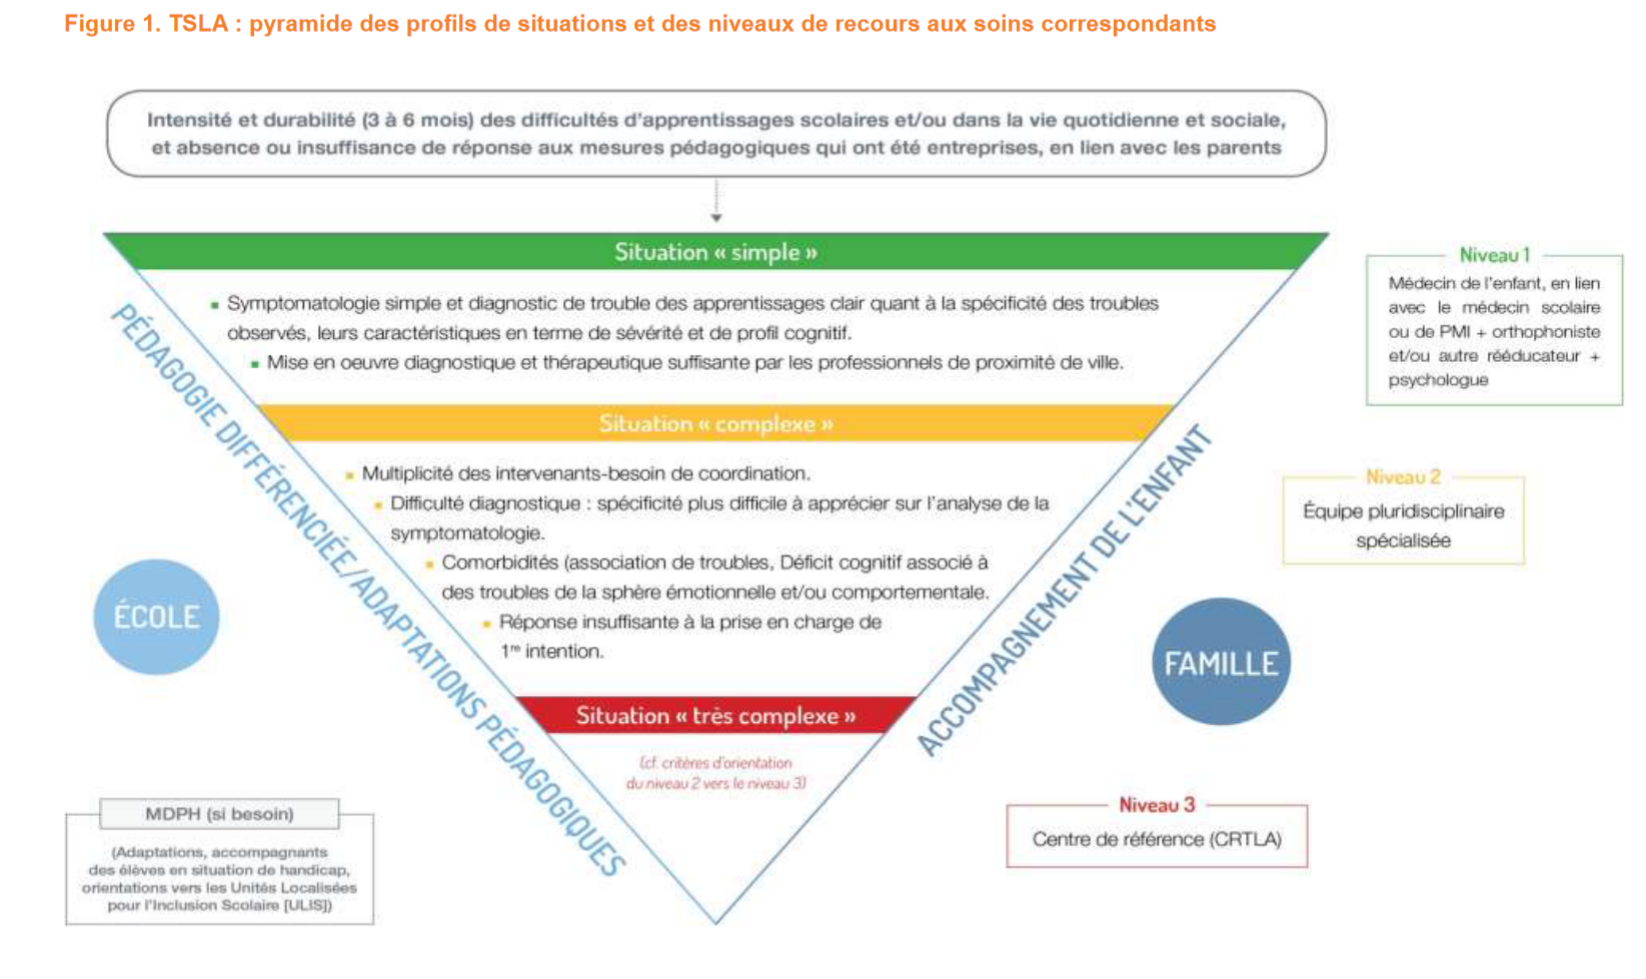 Figure 1. TSLA : pyramide des profils de situations et des niveaux de recours aux soins correspondants
Intensité et durabilité (3 à 6 mois) des difficultés d'apprentissages scolaires et/ou dans la vie quotidienne et sociale,
et absence ou insuffisance de réponse aux mesures pédagogiques qui ont été entreprises, en lien avec les parents
Situation « simple »
▪ Symptomatologie simple et diagnostic de trouble des apprentissages clair quant à la spécificité des troubles
observés, leurs caractéristiques en terme de sévérité et de profil cognitif.
▪ Mise en oeuvre diagnostique et thérapeutique suffisante par les professionnels de proximité de ville.
Niveau 1
Médecin de l'enfant, en lien
avec le médecin scolaire
ou de PMI + orthophoniste
et/ou autre rééducateur +
psychologue
Situation « complexe »
▪ Multiplicité des intervenants-besoin de coordination.
▪ Difficulté diagnostique : spécificité plus difficile à apprécier sur l'analyse de la
symptomatologie.
▪ Comorbidités (association de troubles, Déficit cognitif associé à
des troubles de la sphère émotionnelle et/ou comportementale.
▪ Réponse insuffisante à la prise en charge de
1re intention.
Niveau 2
Équipe pluridisciplinaire
spécialisée
PÉDAGOGIE DIFFÉRENCIÉE/ADAPTATIONS PÉDAGOGIQUES
ACCOMPAGNEMENT DE L'ENFANT
ÉCOLE
FAMILLE
Situation « très complexe »
(cf. critères d'orientation
du niveau 2 vers le niveau 3)
Niveau 3
Centre de référence (CRTLA)
MDPH (si besoin)
(Adaptations, accompagnants
des élèves en situation de handicap,
orientations vers les Unités Localisées
pour l'Inclusion Scolaire [ULIS])